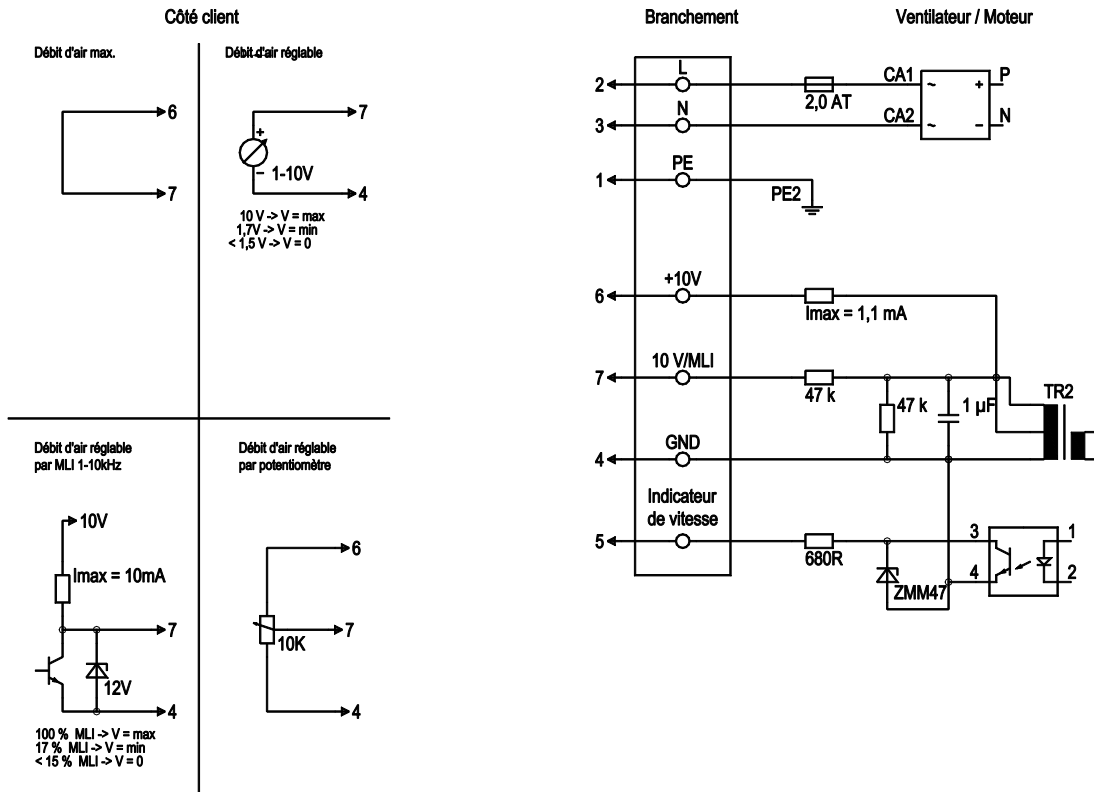 Côté client
Débit d'air max.
6
7
Débit d'air réglable
7
+
1-10V
−
4
10 V -> V = max
1,7V -> V = min
< 1,5 V -> V = 0
Débit d'air réglable
par MLI 1-10kHz
10V
Imax = 10mA
7
12V
4
100 % MLI -> V = max
17 % MLI -> V = min
< 15 % MLI -> V = 0
Débit d'air réglable
par potentiomètre
6
7
10K
4
Branchement
Ventilateur / Moteur
L
2
2,0 AT
CA1
~
+
P
N
3
CA2
~
−
N
PE
1
PE2
+10V
6
Imax = 1,1 mA
10 V/MLI
7
47 k
47 k
1 µF
TR2
GND
4
Indicateur
de vitesse
5
680R
ZMM47
3
1
4
2